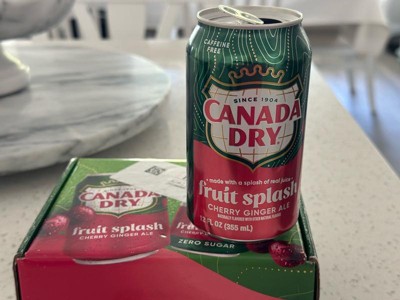 CAFFEINE
FREE
SINCE 1904
CANADA
DRY
made with a splash of real juice
fruit splash
CHERRY GINGER ALE
12 FL OZ (355 mL)
CANADA
DRY
fruit splash
CHERRY GINGER ALE
ZERO SUGAR